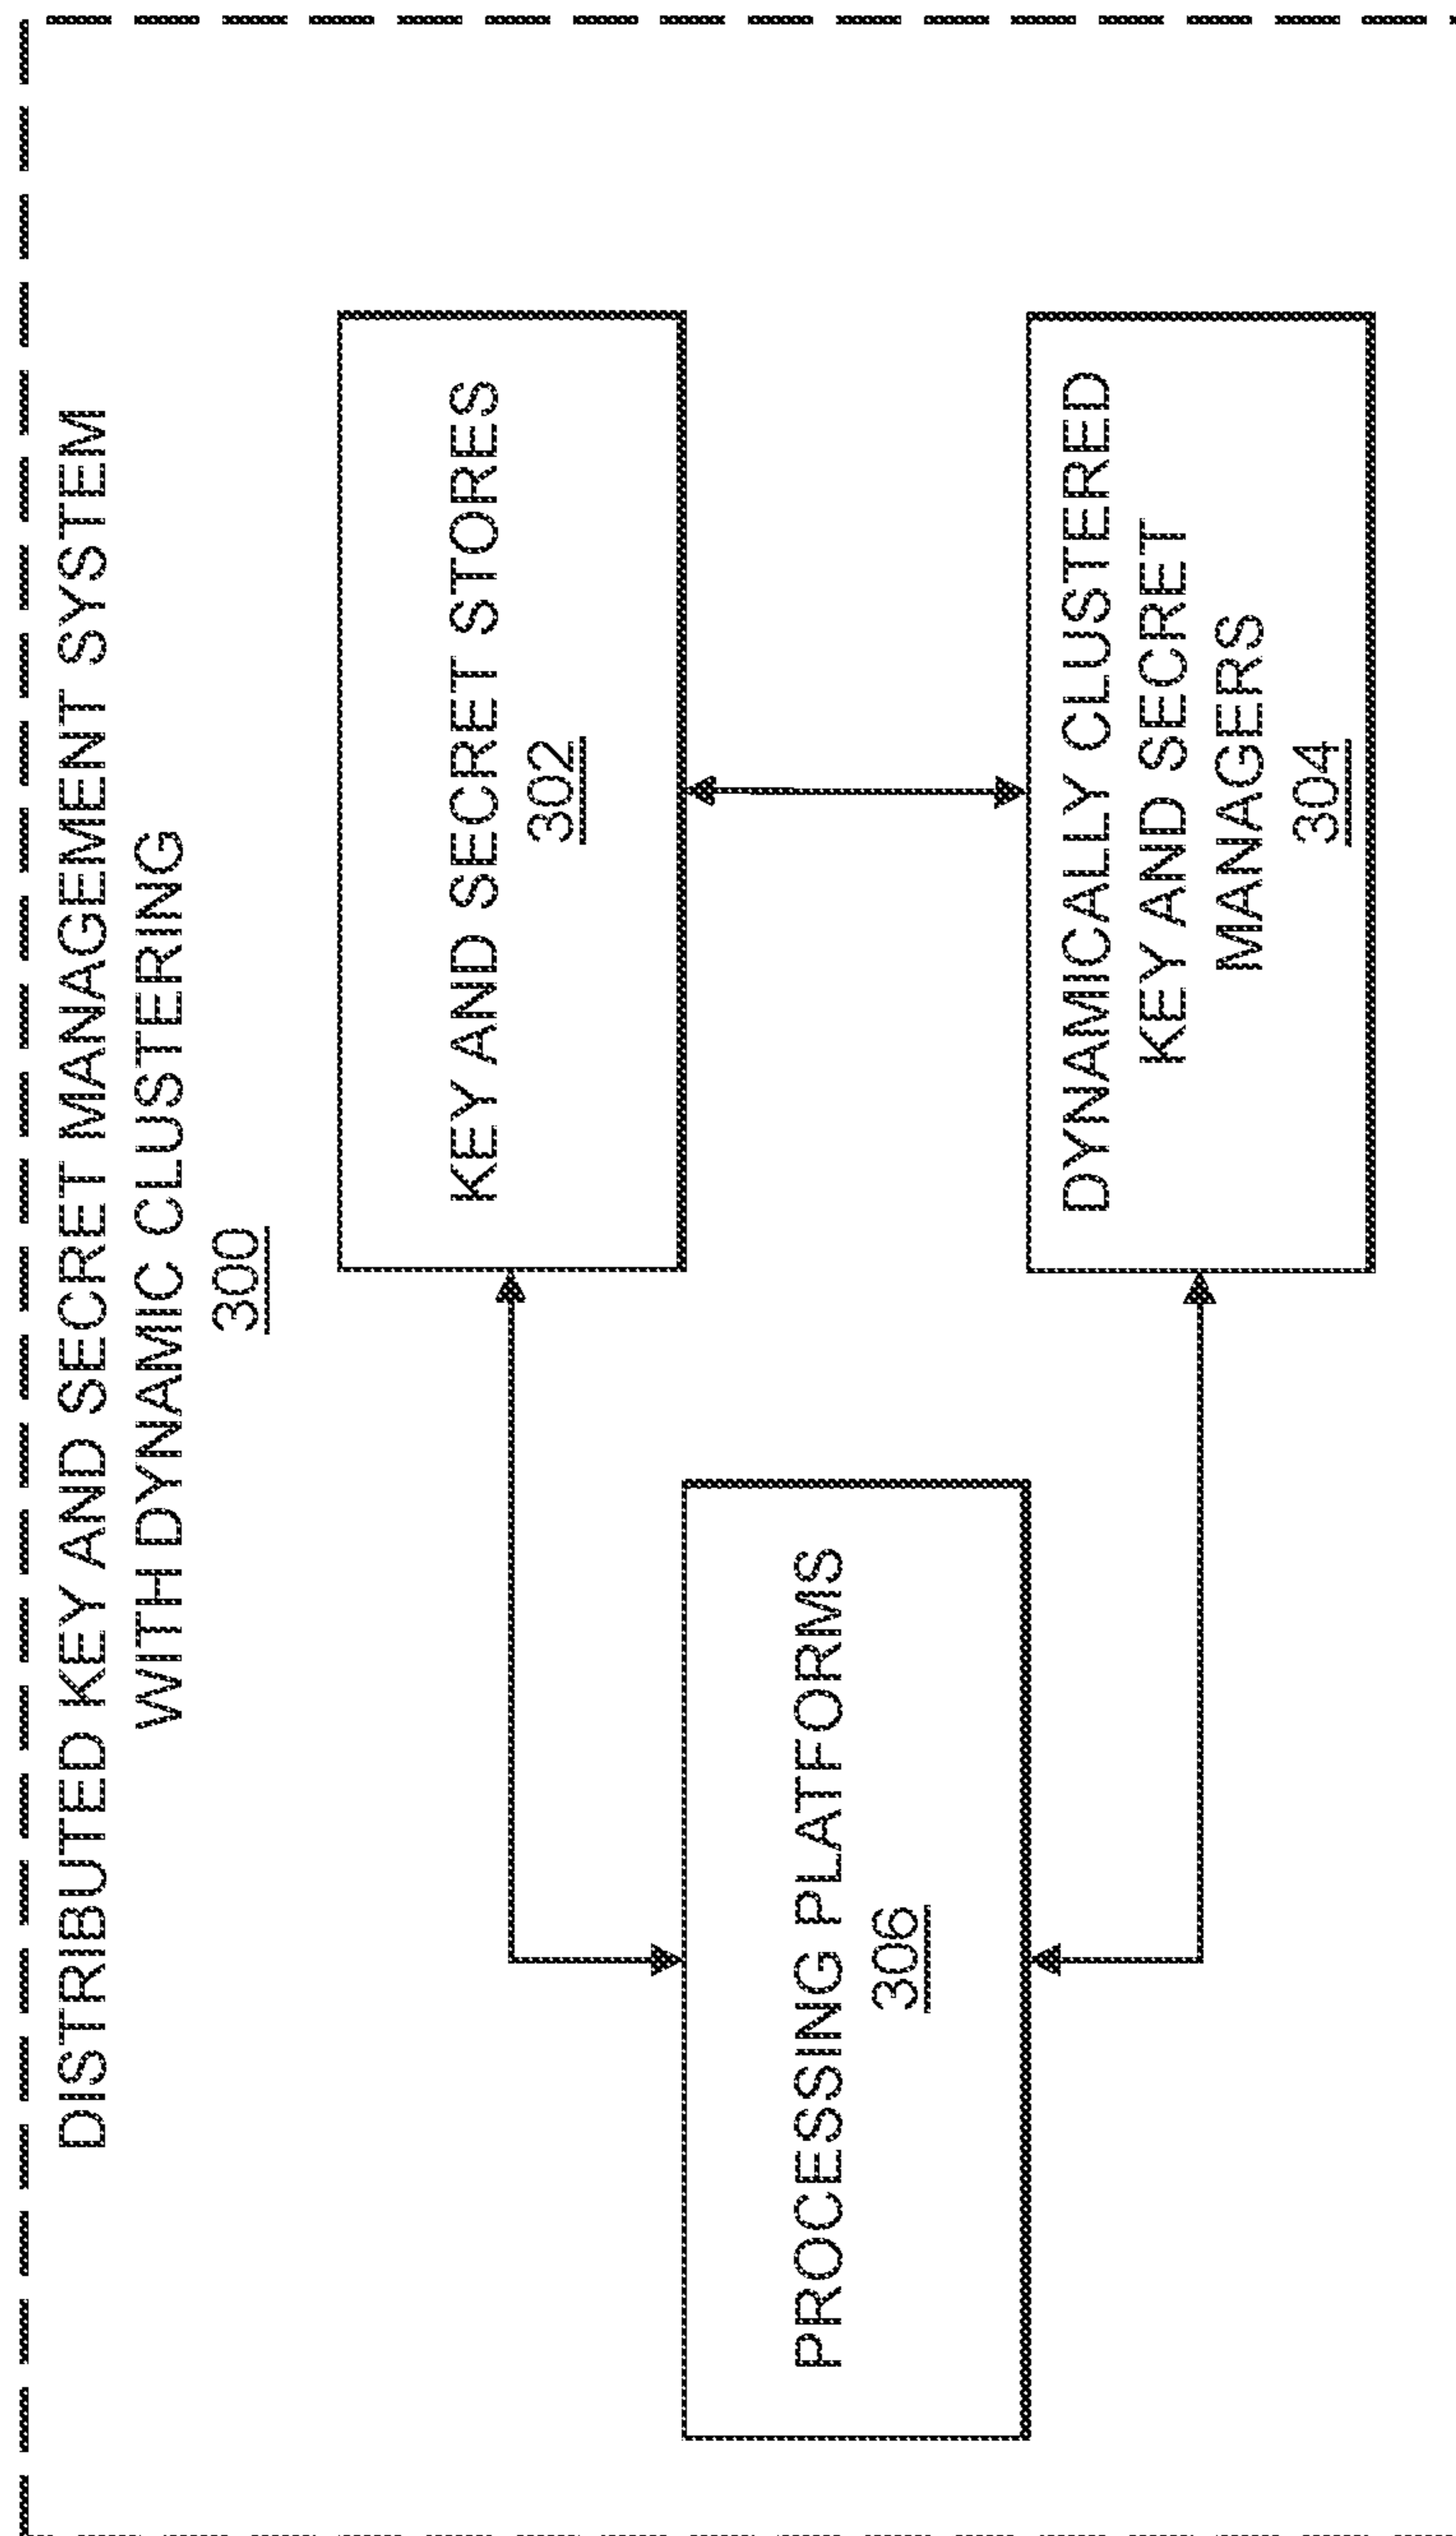 DISTRIBUTED KEY AND SECRET MANAGEMENT SYSTEM
WITH DYNAMIC CLUSTERING
300
KEY AND SECRET STORES
302
PROCESSING PLATFORMS
306
DYNAMICALLY CLUSTERED
KEY AND SECRET
MANAGERS
304